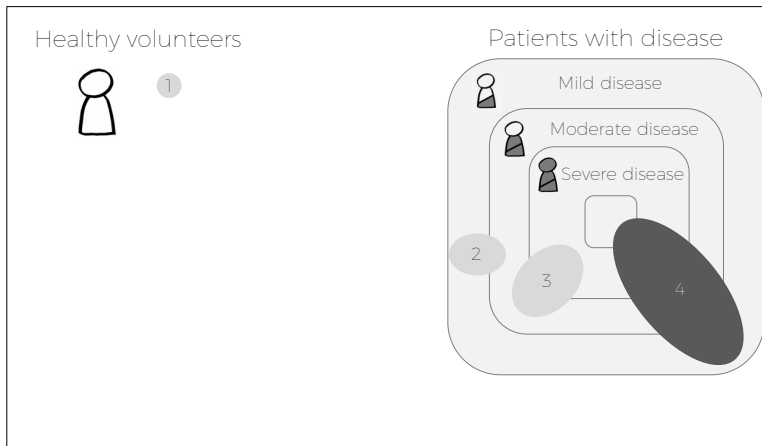 Healthy volunteers
1
Patients with disease
Mild disease
Moderate disease
Severe disease
2
3
4